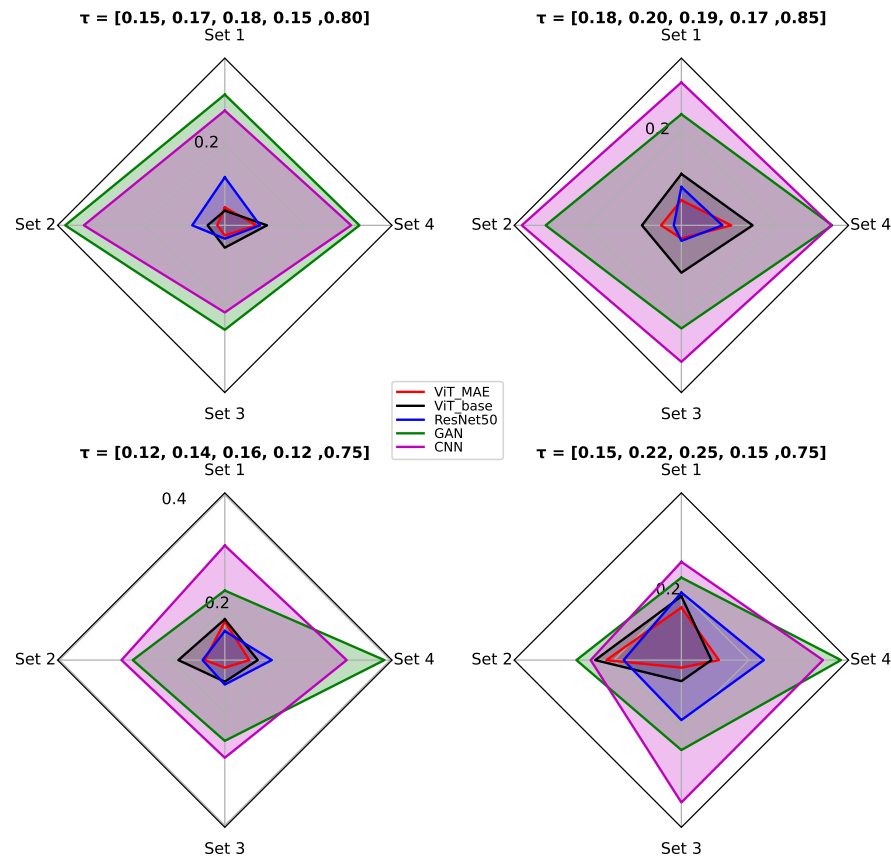 τ = [0.15, 0.17, 0.18, 0.15 ,0.80]
Set 1
0.2
Set 2
Set 4
Set 3
τ = [0.18, 0.20, 0.19, 0.17 ,0.85]
Set 1
0.2
Set 2
Set 4
Set 3
ViT_MAE
ViT_base
ResNet50
GAN
CNN
τ = [0.12, 0.14, 0.16, 0.12 ,0.75]
Set 1
0.4
0.2
Set 2
Set 4
Set 3
τ = [0.15, 0.22, 0.25, 0.15 ,0.75]
Set 1
0.2
Set 2
Set 4
Set 3